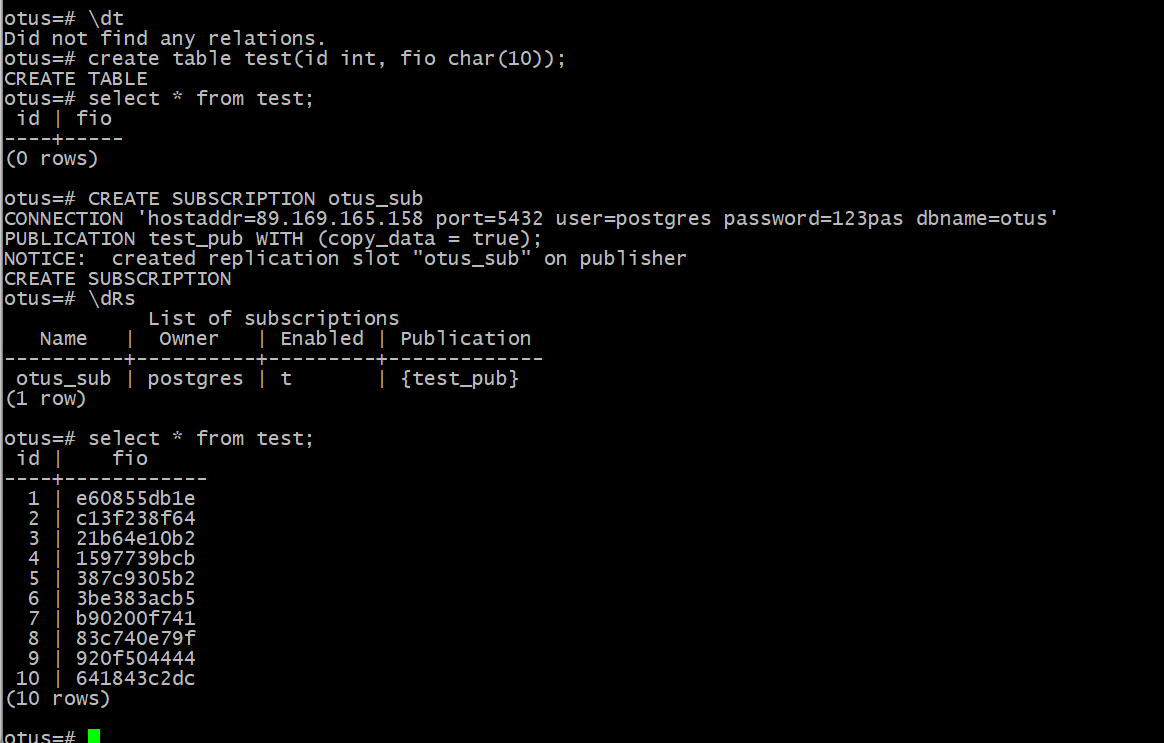 otus=# \dt
Did not find any relations.
otus=# create table test(id int, fio char(10));
CREATE TABLE
otus=# select * from test;
 id | fio
----+-----
(0 rows)

otus=# CREATE SUBSCRIPTION otus_sub
CONNECTION 'hostaddr=89.169.165.158 port=5432 user=postgres password=123pas dbname=otus'
PUBLICATION test_pub WITH (copy_data = true);
NOTICE:  created replication slot "otus_sub" on publisher
CREATE SUBSCRIPTION
otus=# \dRs
            List of subscriptions
   Name   |  Owner   | Enabled | Publication
----------+----------+---------+-------------
 otus_sub | postgres | t       | {test_pub}
(1 row)

otus=# select * from test;
 id |    fio
----+------------
  1 | e60855db1e
  2 | c13f238f64
  3 | 21b64e10b2
  4 | 1597739bcb
  5 | 387c9305b2
  6 | 3be383acb5
  7 | b90200f741
  8 | 83c740e79f
  9 | 920f504444
 10 | 641843c2dc
(10 rows)

otus=#